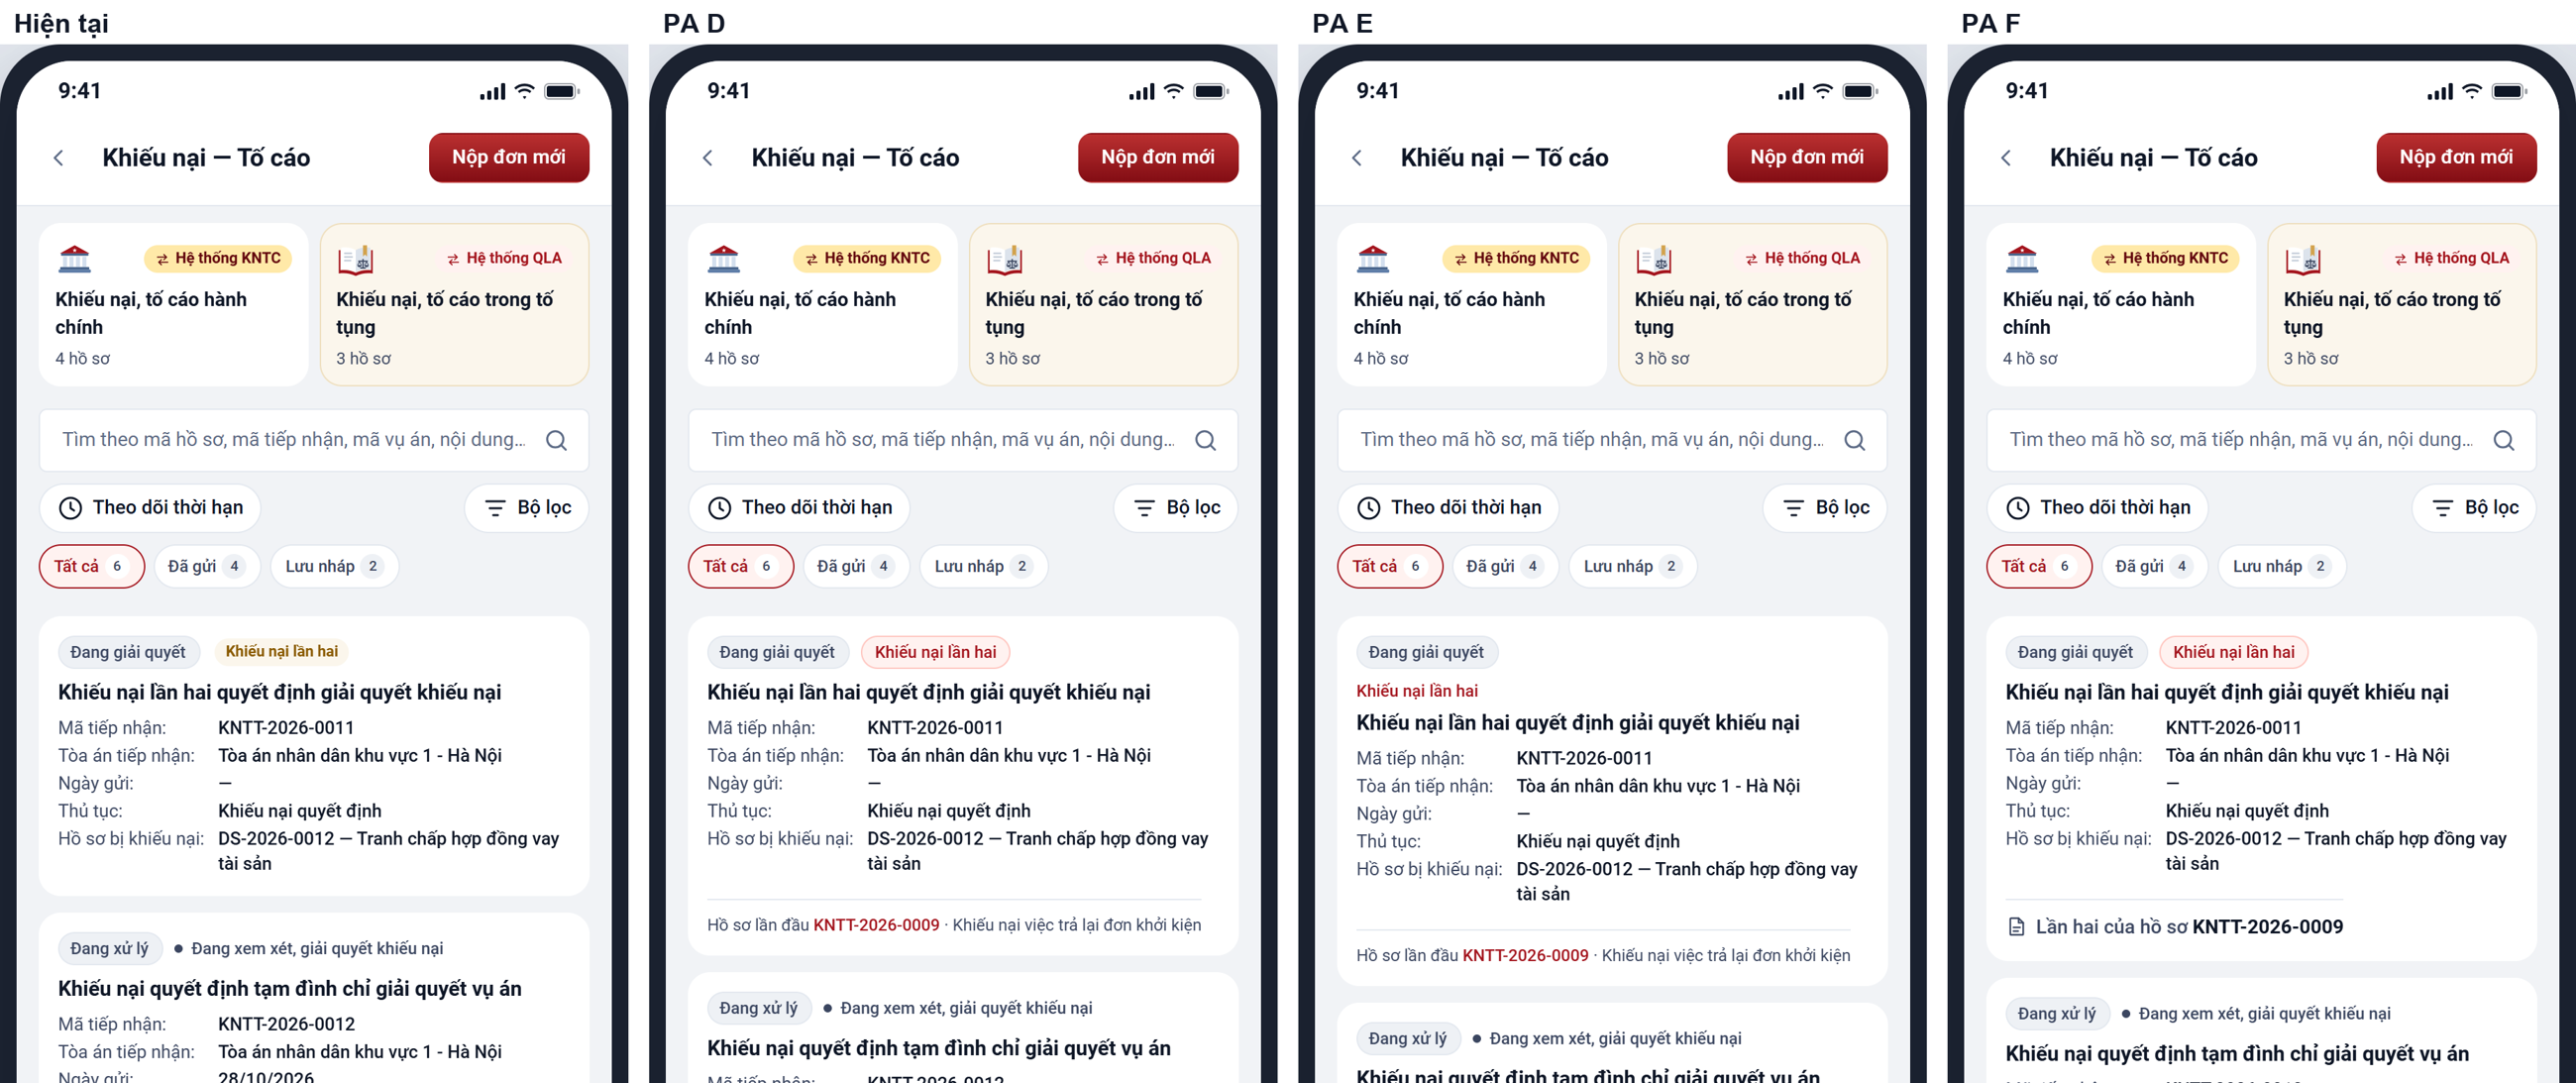 Hiện tại
9:41
Khiếu nại — Tố cáo
Nộp đơn mới
Hệ thống KNTC
Khiếu nại, tố cáo hành
chính
4 hồ sơ
Hệ thống QLA
Khiếu nại, tố cáo trong tố
tụng
3 hồ sơ
Tìm theo mã hồ sơ, mã tiếp nhận, mã vụ án, nội dung...
Theo dõi thời hạn
Bộ lọc
Tất cả 6
Đã gửi 4
Lưu nháp 2
Đang giải quyết
Khiếu nại lần hai
Khiếu nại lần hai quyết định giải quyết khiếu nại
Mã tiếp nhận: KNTT-2026-0011
Tòa án tiếp nhận: Tòa án nhân dân khu vực 1 - Hà Nội
Ngày gửi: —
Thủ tục: Khiếu nại quyết định
Hồ sơ bị khiếu nại: DS-2026-0012 — Tranh chấp hợp đồng vay
tài sản
Đang xử lý
• Đang xem xét, giải quyết khiếu nại
Khiếu nại quyết định tạm đình chỉ giải quyết vụ án
Mã tiếp nhận: KNTT-2026-0012
Tòa án tiếp nhận: Tòa án nhân dân khu vực 1 - Hà Nội
Ngày gửi: 28/10/2026
PA D
9:41
Khiếu nại — Tố cáo
Nộp đơn mới
Hệ thống KNTC
Khiếu nại, tố cáo hành
chính
4 hồ sơ
Hệ thống QLA
Khiếu nại, tố cáo trong tố
tụng
3 hồ sơ
Tìm theo mã hồ sơ, mã tiếp nhận, mã vụ án, nội dung...
Theo dõi thời hạn
Bộ lọc
Tất cả 6
Đã gửi 4
Lưu nháp 2
Đang giải quyết
Khiếu nại lần hai
Khiếu nại lần hai quyết định giải quyết khiếu nại
Mã tiếp nhận: KNTT-2026-0011
Tòa án tiếp nhận: Tòa án nhân dân khu vực 1 - Hà Nội
Ngày gửi: —
Thủ tục: Khiếu nại quyết định
Hồ sơ bị khiếu nại: DS-2026-0012 — Tranh chấp hợp đồng vay
tài sản
Hồ sơ lần đầu KNTT-2026-0009 · Khiếu nại việc trả lại đơn khởi kiện
Đang xử lý
• Đang xem xét, giải quyết khiếu nại
Khiếu nại quyết định tạm đình chỉ giải quyết vụ án
Mã tiếp nhận: KNTT-2026-0012
PA E
9:41
Khiếu nại — Tố cáo
Nộp đơn mới
Hệ thống KNTC
Khiếu nại, tố cáo hành
chính
4 hồ sơ
Hệ thống QLA
Khiếu nại, tố cáo trong tố
tụng
3 hồ sơ
Tìm theo mã hồ sơ, mã tiếp nhận, mã vụ án, nội dung...
Theo dõi thời hạn
Bộ lọc
Tất cả 6
Đã gửi 4
Lưu nháp 2
Đang giải quyết
Khiếu nại lần hai
Khiếu nại lần hai quyết định giải quyết khiếu nại
Mã tiếp nhận: KNTT-2026-0011
Tòa án tiếp nhận: Tòa án nhân dân khu vực 1 - Hà Nội
Ngày gửi: —
Thủ tục: Khiếu nại quyết định
Hồ sơ bị khiếu nại: DS-2026-0012 — Tranh chấp hợp đồng vay
tài sản
Hồ sơ lần đầu KNTT-2026-0009 · Khiếu nại việc trả lại đơn khởi kiện
Đang xử lý
• Đang xem xét, giải quyết khiếu nại
Khiếu nại quyết định tạm đình chỉ giải quyết vụ án
PA F
9:41
Khiếu nại — Tố cáo
Nộp đơn mới
Hệ thống KNTC
Khiếu nại, tố cáo hành
chính
4 hồ sơ
Hệ thống QLA
Khiếu nại, tố cáo trong tố
tụng
3 hồ sơ
Tìm theo mã hồ sơ, mã tiếp nhận, mã vụ án, nội dung...
Theo dõi thời hạn
Bộ lọc
Tất cả 6
Đã gửi 4
Lưu nháp 2
Đang giải quyết
Khiếu nại lần hai
Khiếu nại lần hai quyết định giải quyết khiếu nại
Mã tiếp nhận: KNTT-2026-0011
Tòa án tiếp nhận: Tòa án nhân dân khu vực 1 - Hà Nội
Ngày gửi: —
Thủ tục: Khiếu nại quyết định
Hồ sơ bị khiếu nại: DS-2026-0012 — Tranh chấp hợp đồng vay
tài sản
Lần hai của hồ sơ KNTT-2026-0009
Đang xử lý
• Đang xem xét, giải quyết khiếu nại
Khiếu nại quyết định tạm đình chỉ giải quyết vụ án